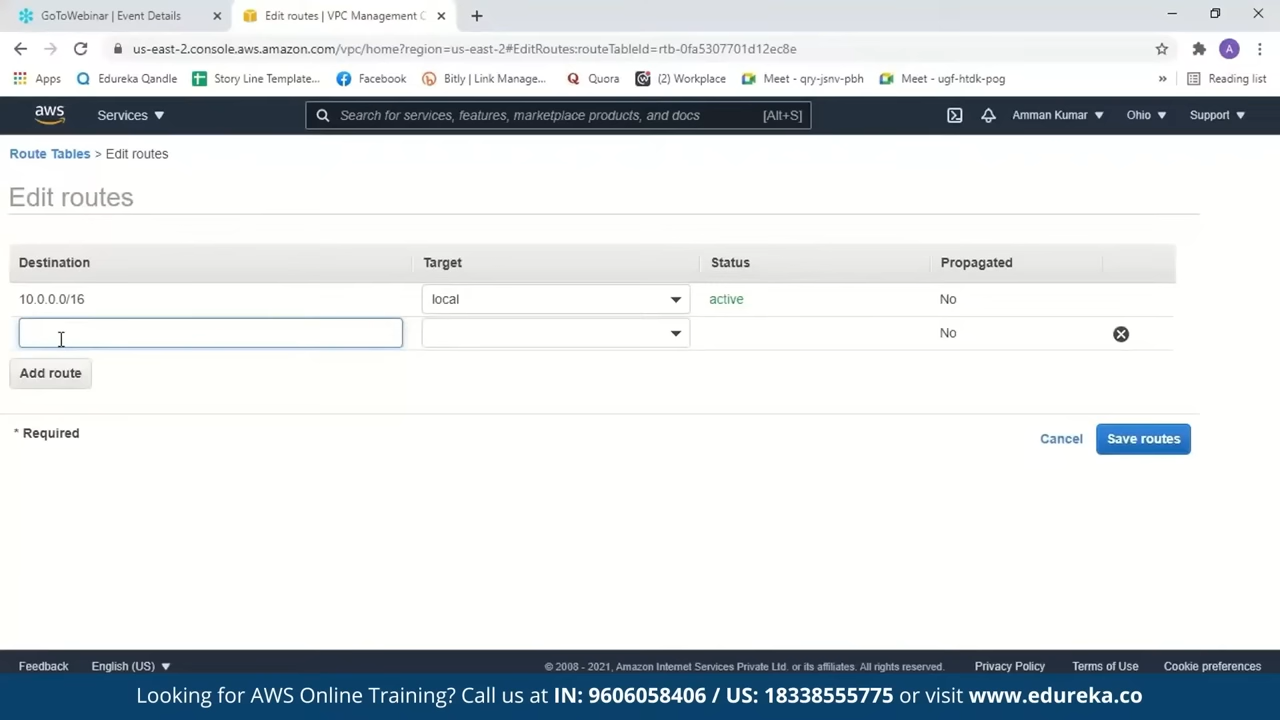 GoToWebinar | Event Details
Edit routes | VPC Management C
us-east-2.console.aws.amazon.com/vpc/home?region=us-east-2#EditRoutes:routeTableId=rtb-0fa5307701d12ec8e
A
Apps
Edureka Qandle
Story Line Template...
Facebook
Bitly | Link Manage...
Quora
(2) Workplace
Meet - qry-jsnv-pbh
Meet - ugf-htdk-pog
»
Reading list
aws
Services
Search for services, features, marketplace products, and docs
[Alt+S]
Amman Kumar
Ohio
Support
Route Tables > Edit routes
Edit routes
Destination Target Status Propagated
10.0.0.0/16 local active No
No
Add route
* Required
Cancel
Save routes
Feedback
English (US)
© 2008 - 2021, Amazon Internet Services Private Ltd. or its affiliates. All rights reserved.
Privacy Policy
Terms of Use
Cookie preferences
Looking for AWS Online Training? Call us at IN: 9606058406 / US: 18338555775 or visit www.edureka.co